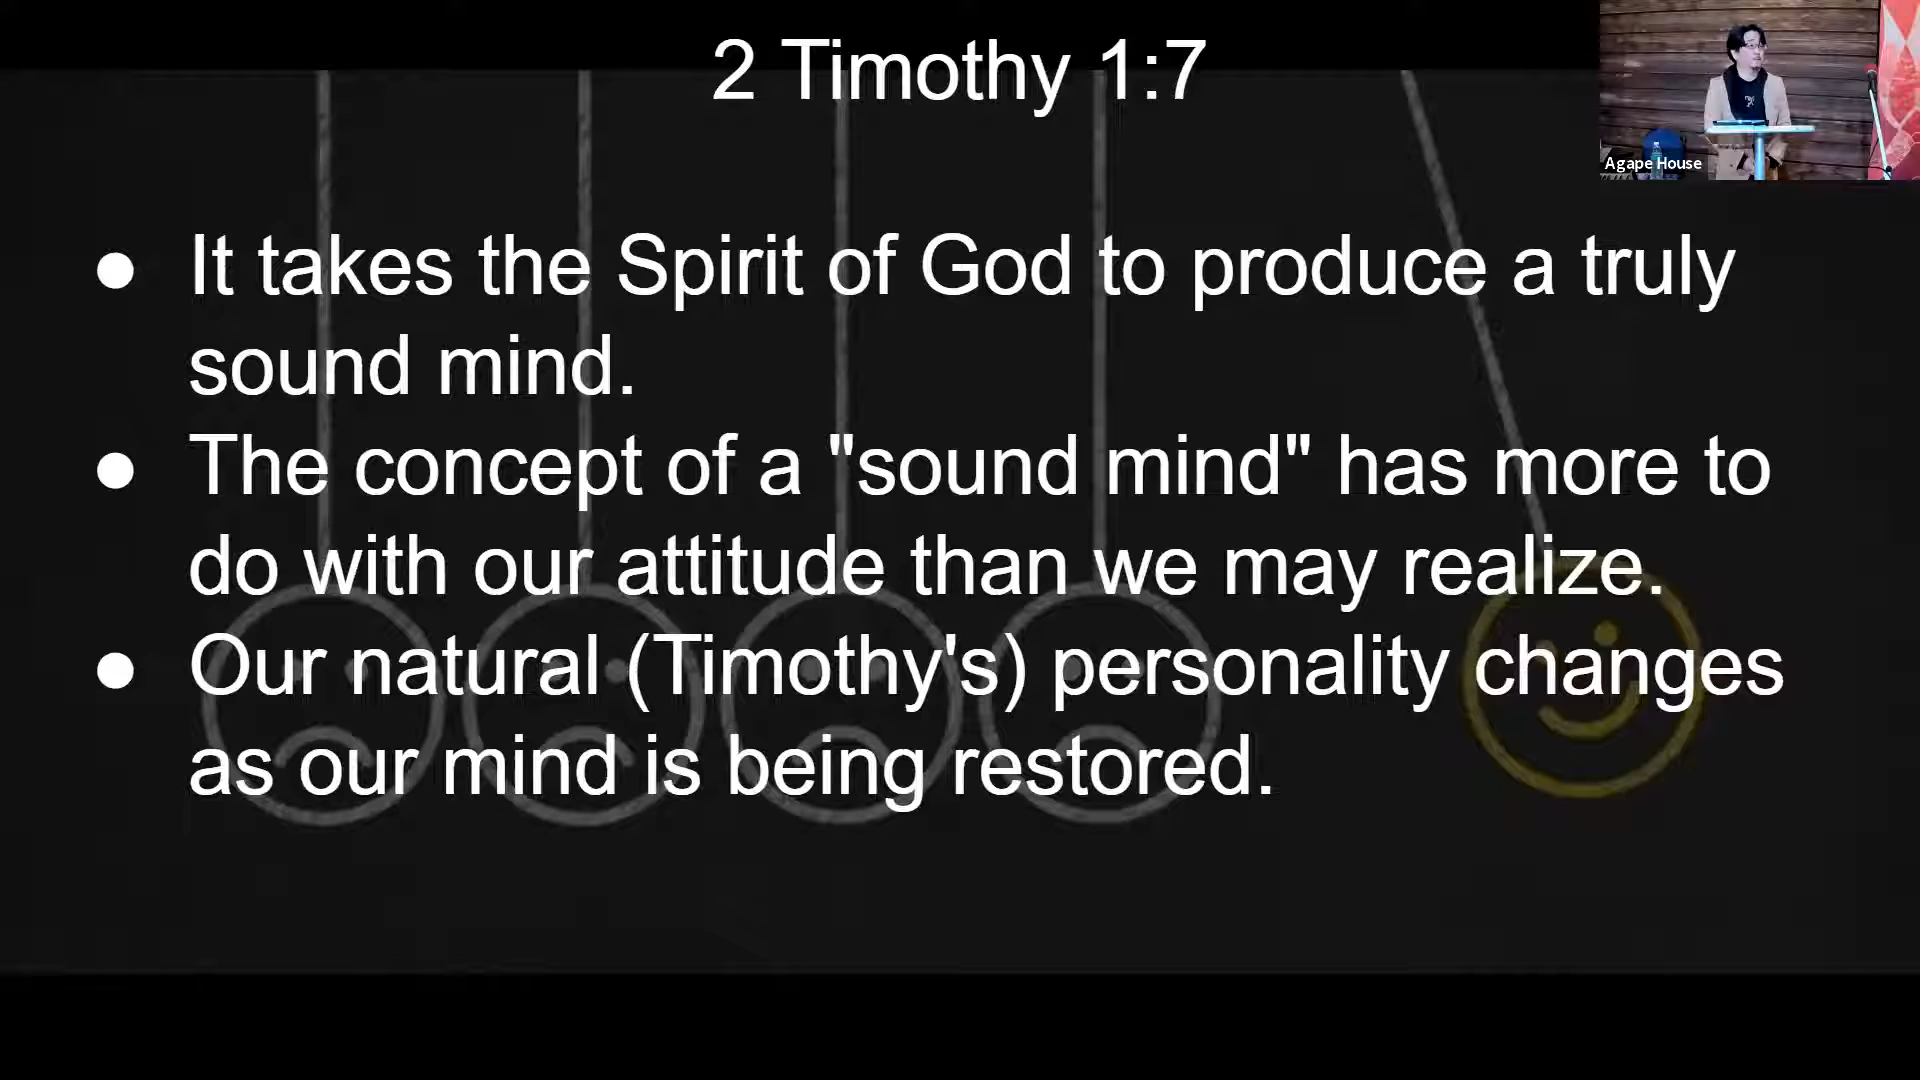 2 Timothy 1:7
Agape House
● It takes the Spirit of God to produce a truly
sound mind.
● The concept of a "sound mind" has more to
do with our attitude than we may realize.
● Our natural (Timothy's) personality changes
as our mind is being restored.